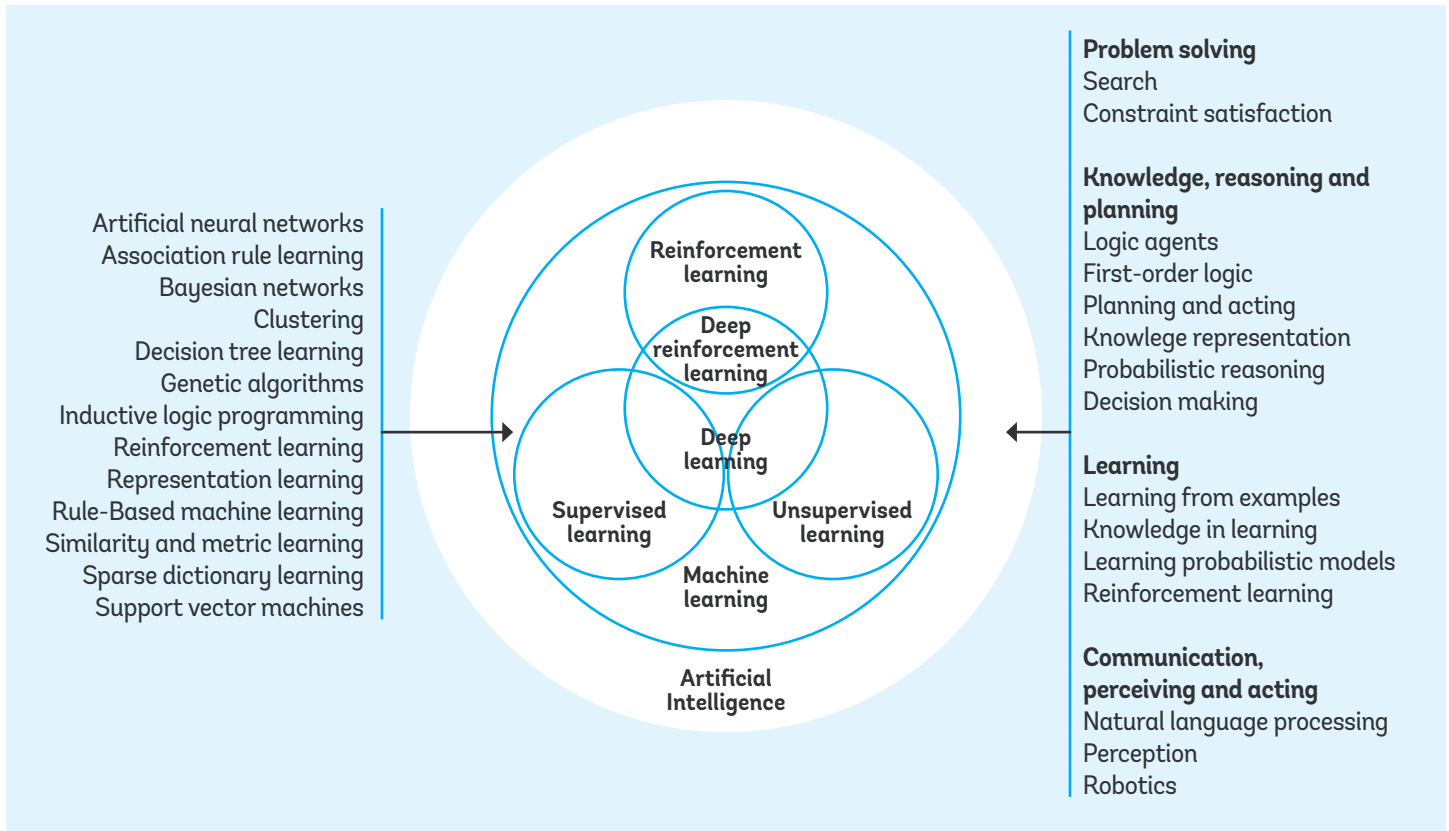 Artificial neural networks
Association rule learning
Bayesian networks
Clustering
Decision tree learning
Genetic algorithms
Inductive logic programming
Reinforcement learning
Representation learning
Rule-Based machine learning
Similarity and metric learning
Sparse dictionary learning
Support vector machines
Reinforcement
learning
Deep
reinforcement
learning
Deep
learning
Supervised
learning
Unsupervised
learning
Machine
learning
Artificial
Intelligence
Problem solving
Search
Constraint satisfaction
Knowledge, reasoning and
planning
Logic agents
First-order logic
Planning and acting
Knowlege representation
Probabilistic reasoning
Decision making
Learning
Learning from examples
Knowledge in learning
Learning probabilistic models
Reinforcement learning
Communication,
perceiving and acting
Natural language processing
Perception
Robotics